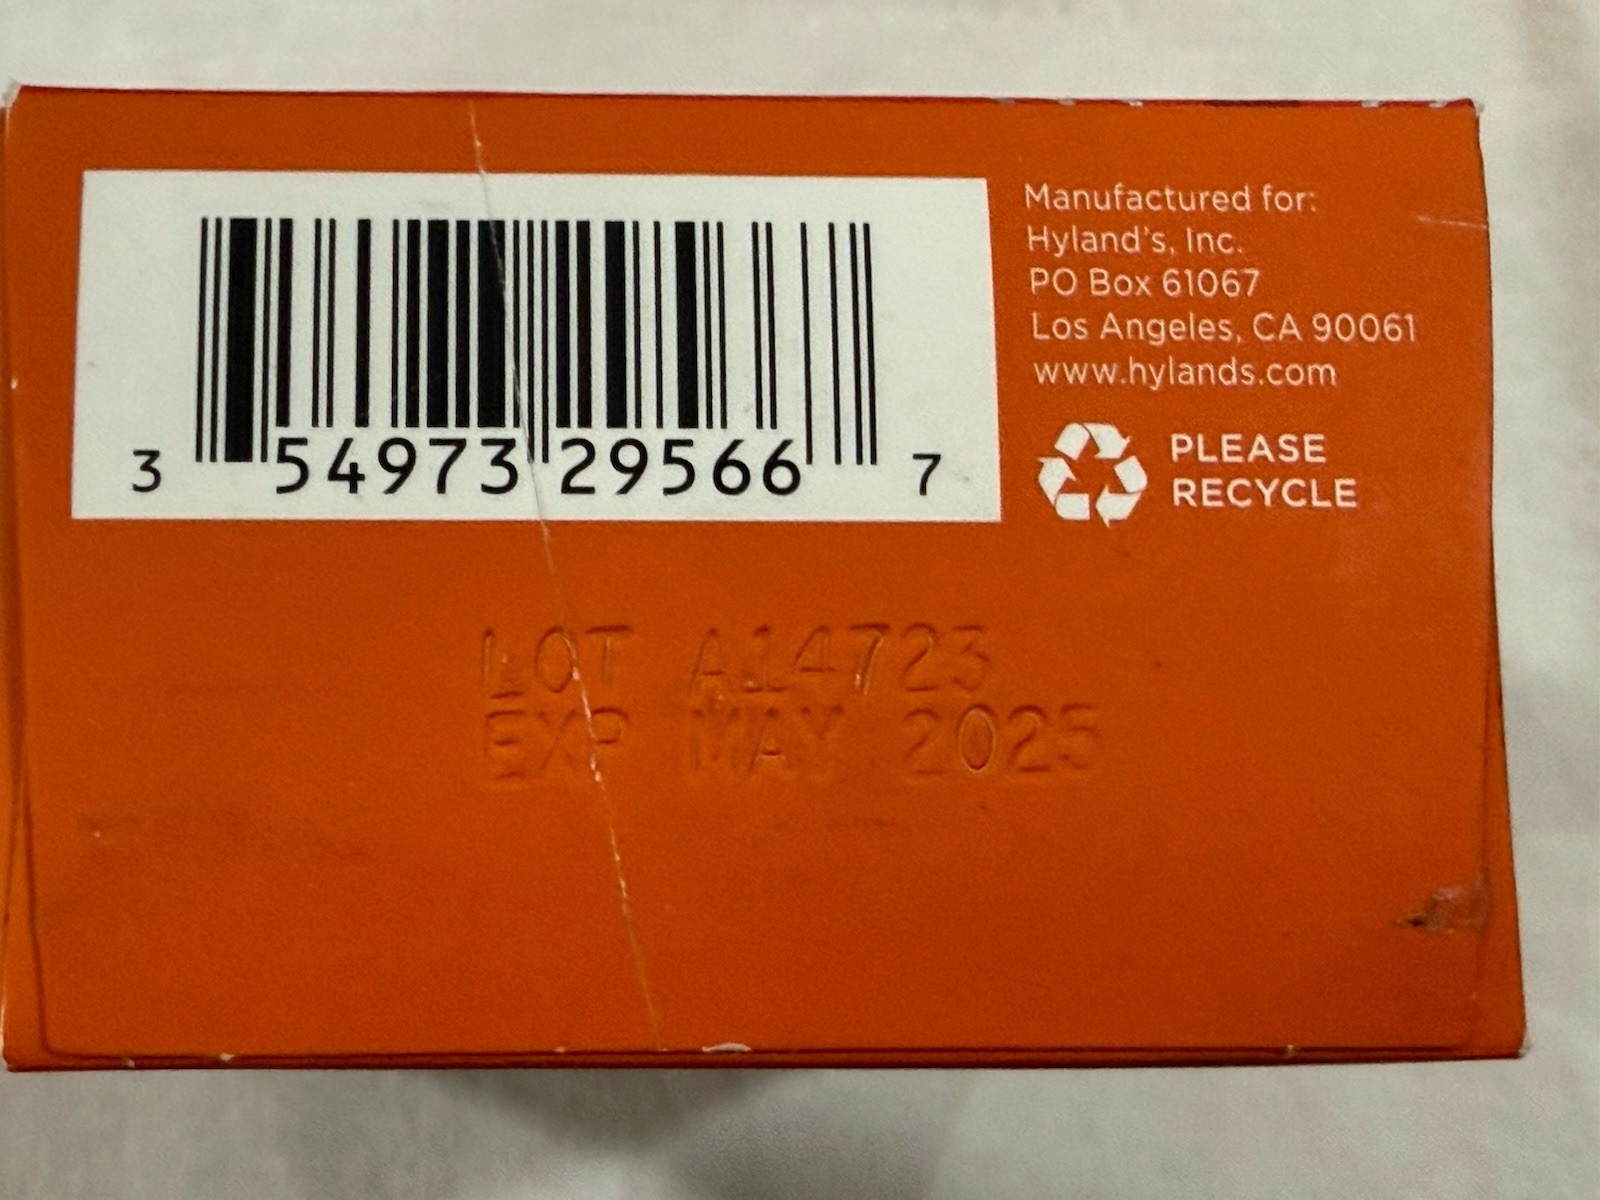 3 54973 29566 7
Manufactured for:
Hyland's, Inc.
PO Box 61067
Los Angeles, CA 90061
www.hylands.com
PLEASE
RECYCLE
LOT A14723
EXP MAY 2025